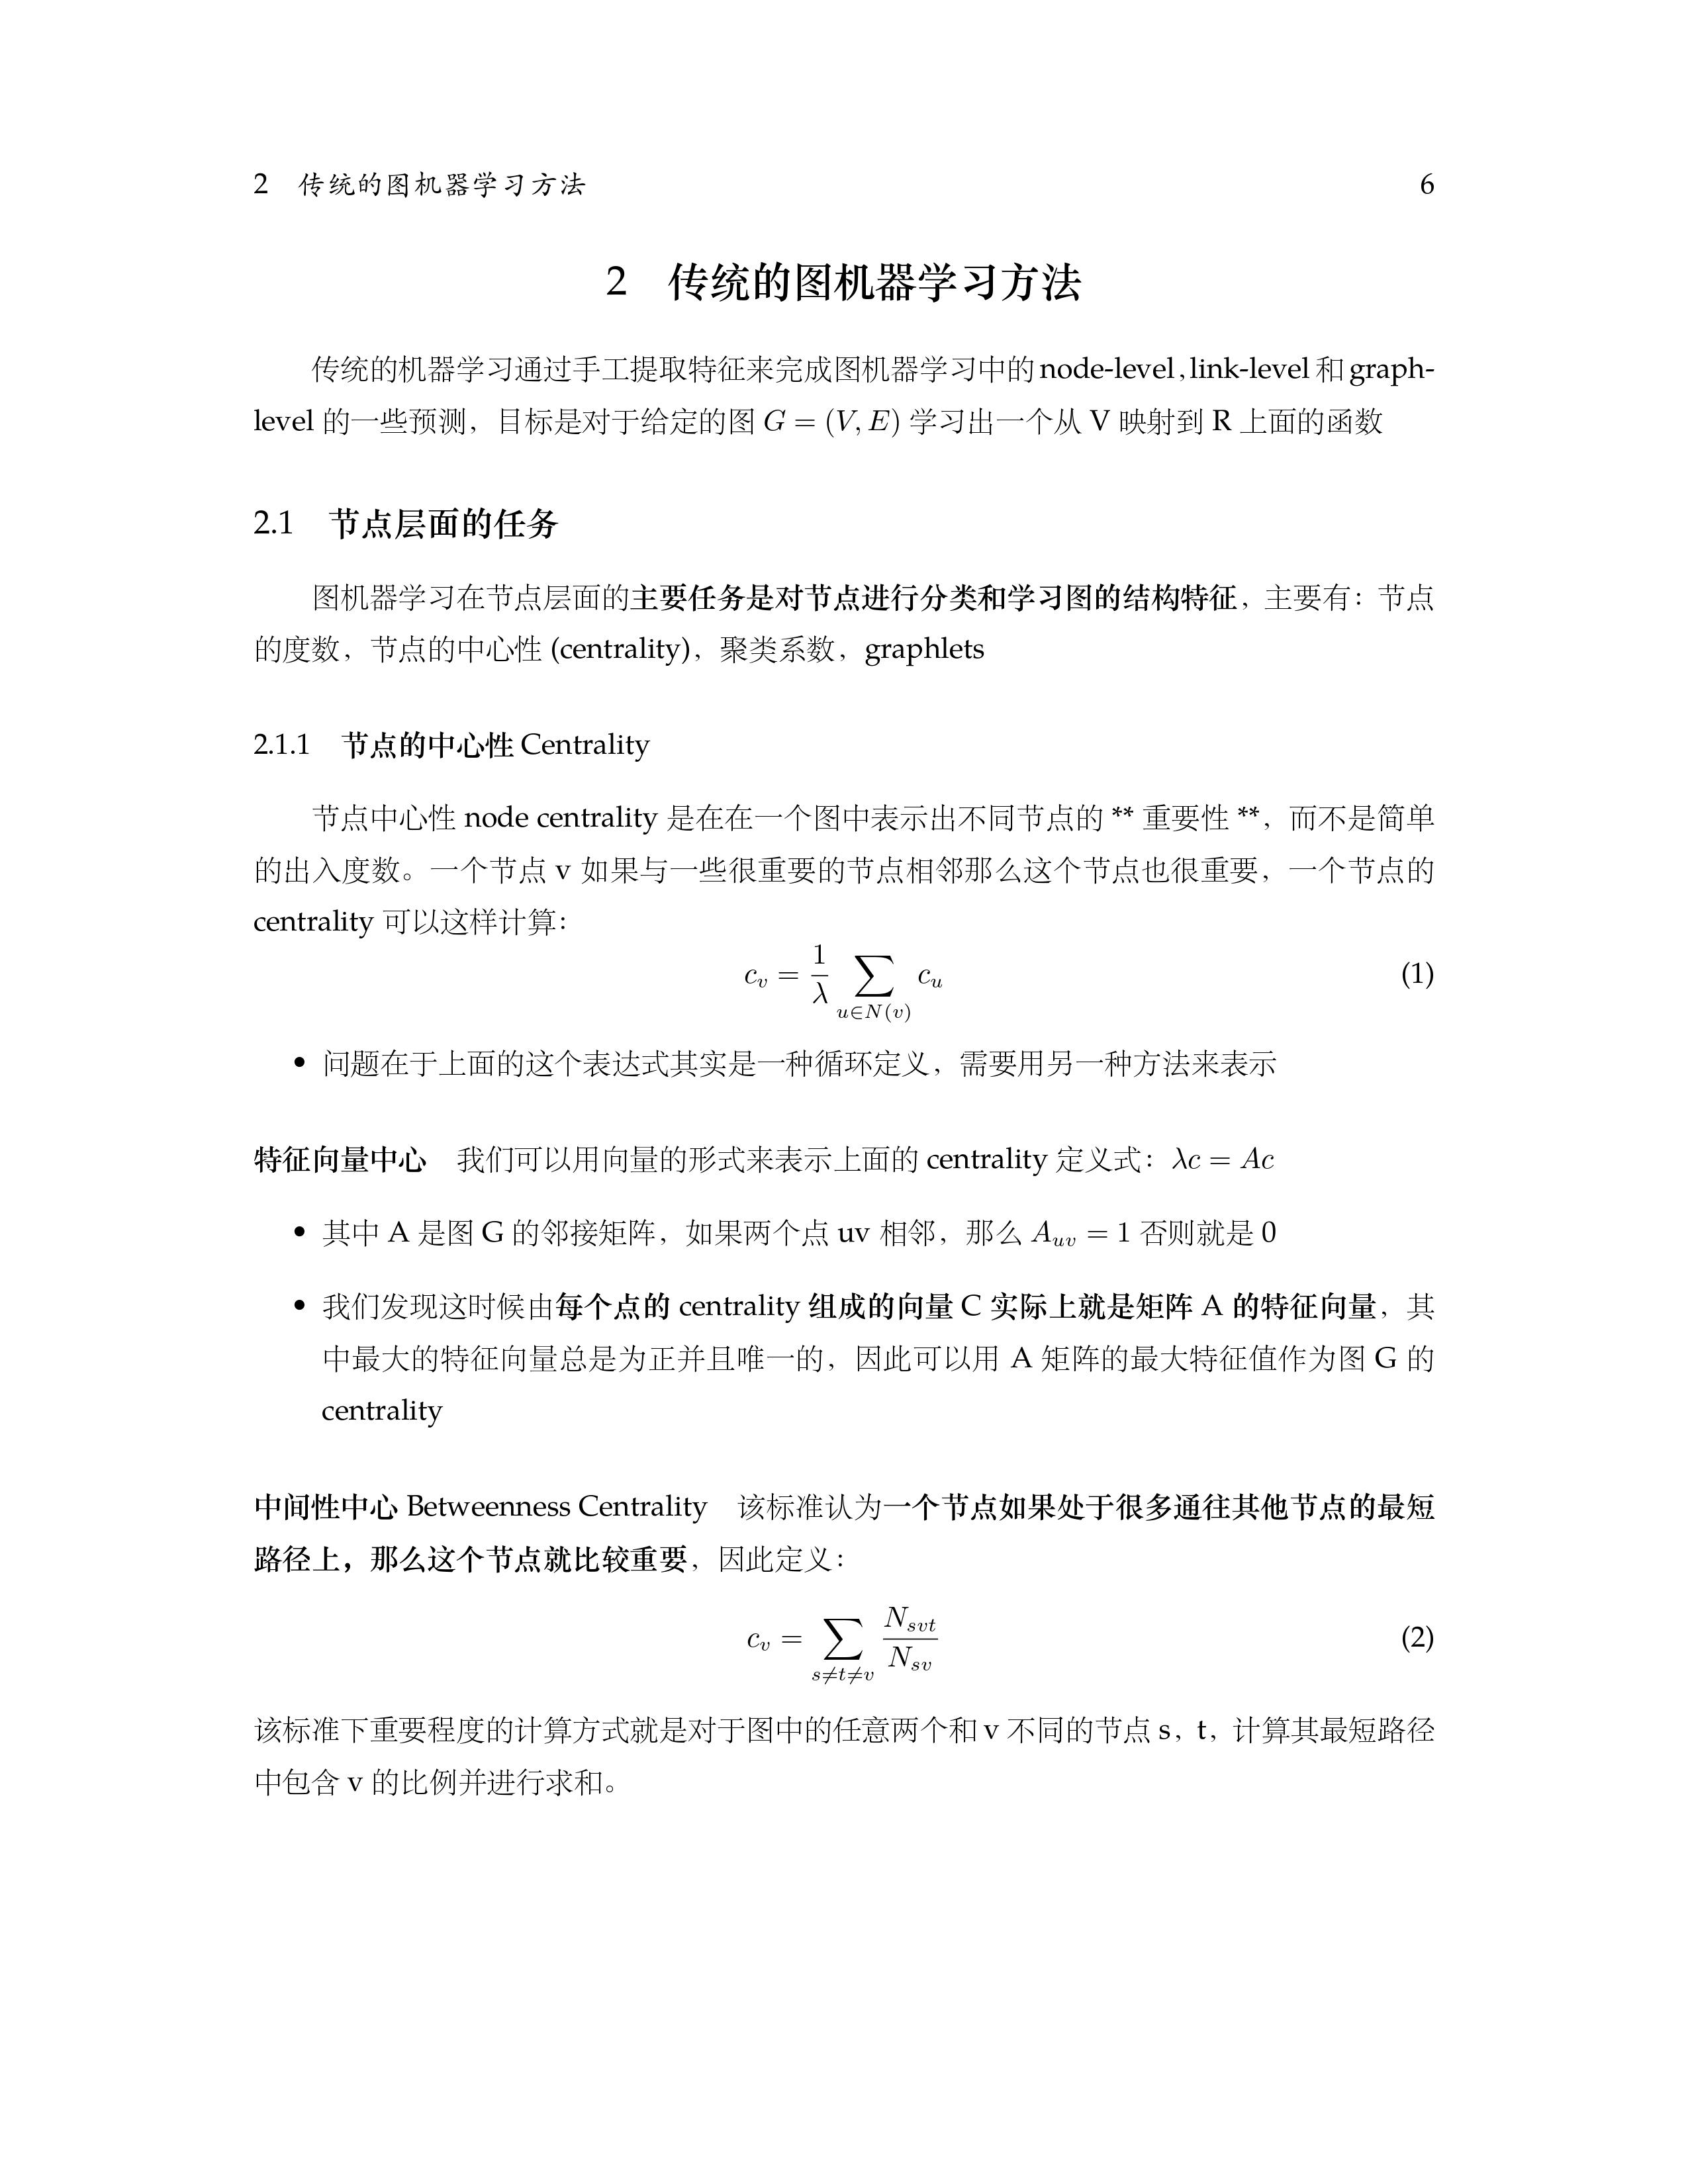 2 传统的图机器学习方法 6
2 传统的图机器学习方法
传统的机器学习通过手工提取特征来完成图机器学习中的 node-level,link-level 和 graph-
level 的一些预测，目标是对于给定的图 G = (V, E) 学习出一个从 V 映射到 R 上面的函数
2.1 节点层面的任务
图机器学习在节点层面的主要任务是对节点进行分类和学习图的结构特征，主要有：节点
的度数，节点的中心性 (centrality)，聚类系数，graphlets
2.1.1 节点的中心性 Centrality
节点中心性 node centrality 是在在一个图中表示出不同节点的 ** 重要性 **，而不是简单
的出入度数。一个节点 v 如果与一些很重要的节点相邻那么这个节点也很重要，一个节点的
centrality 可以这样计算：
c_v = \frac{1}{λ} \sum_{u∈N(v)} c_u (1)
• 问题在于上面的这个表达式其实是一种循环定义，需要用另一种方法来表示
特征向量中心 我们可以用向量的形式来表示上面的 centrality 定义式：λc = Ac
• 其中 A 是图 G 的邻接矩阵，如果两个点 uv 相邻，那么 A_{uv} = 1 否则就是 0
• 我们发现这时候由每个点的 centrality 组成的向量 C 实际上就是矩阵 A 的特征向量，其
中最大的特征向量总是为正并且唯一的，因此可以用 A 矩阵的最大特征值作为图 G 的
centrality
中间性中心 Betweenness Centrality 该标准认为一个节点如果处于很多通往其他节点的最短
路径上，那么这个节点就比较重要，因此定义：
c_v = \sum_{s≠t≠v} \frac{N_{svt}}{N_{sv}} (2)
该标准下重要程度的计算方式就是对于图中的任意两个和 v 不同的节点 s，t，计算其最短路径
中包含 v 的比例并进行求和。